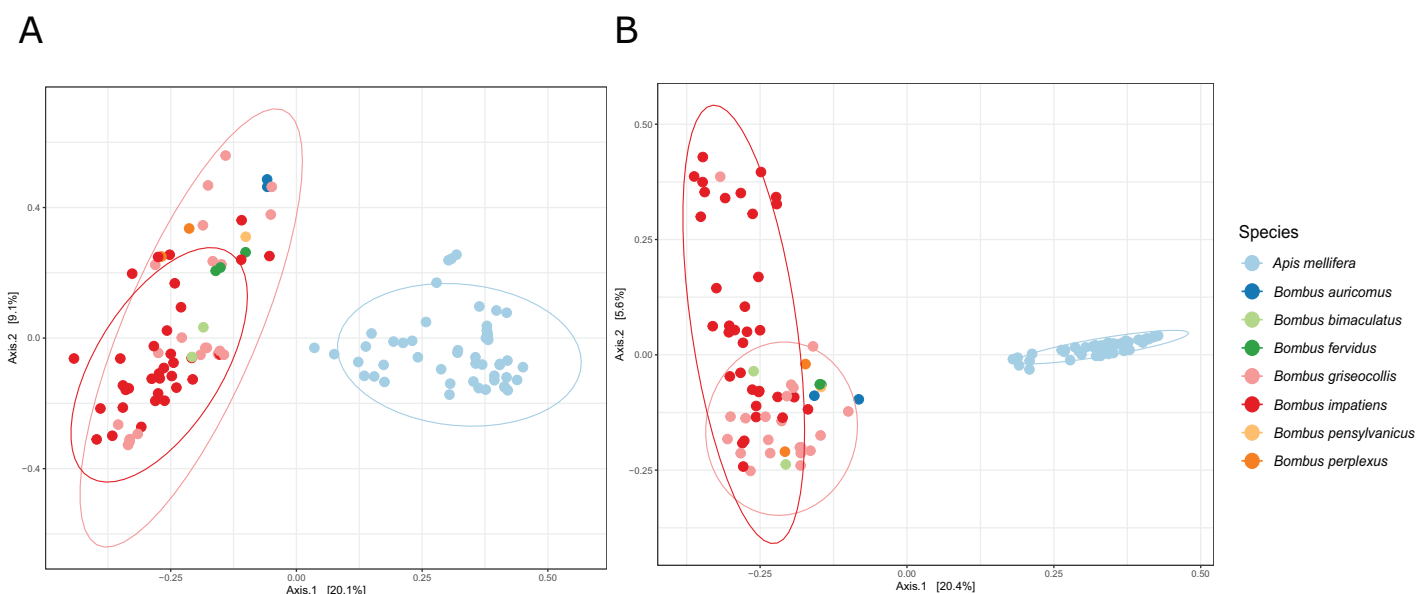 A
B
0.4
0.0
−0.4
Axis.2 [9.1%]
−0.25
0.00
0.25
0.50
Axis.1 [20.1%]
0.50
0.25
0.00
−0.25
Axis.2 [5.6%]
−0.25
0.00
0.25
0.50
Axis.1 [20.4%]
Species
Apis mellifera
Bombus auricomus
Bombus bimaculatus
Bombus fervidus
Bombus griseocollis
Bombus impatiens
Bombus pensylvanicus
Bombus perplexus